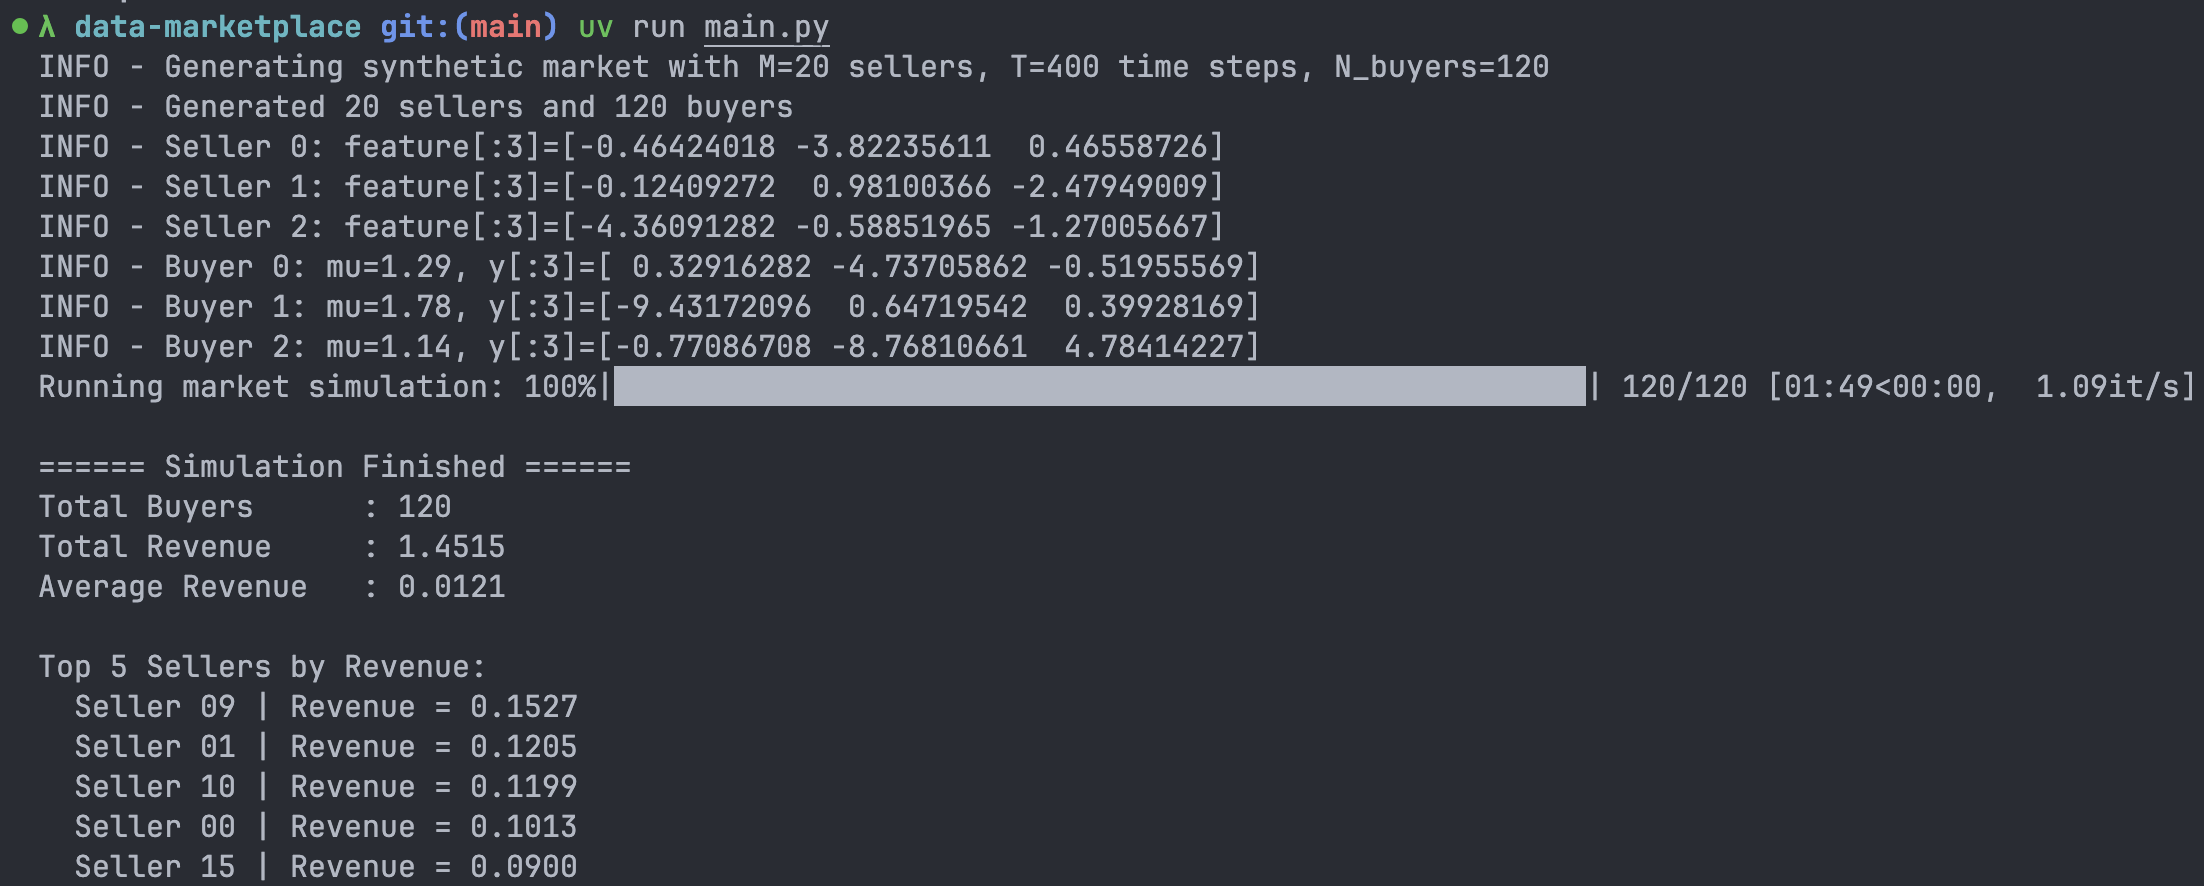 λ data-marketplace git:(main) uv run main.py
INFO - Generating synthetic market with M=20 sellers, T=400 time steps, N_buyers=120
INFO - Generated 20 sellers and 120 buyers
INFO - Seller 0: feature[:3]=[-0.46424018 -3.82235611  0.46558726]
INFO - Seller 1: feature[:3]=[-0.12409272  0.98100366 -2.47949009]
INFO - Seller 2: feature[:3]=[-4.36091282 -0.58851965 -1.27005667]
INFO - Buyer 0: mu=1.29, y[:3]=[ 0.32916282 -4.73705862 -0.51955569]
INFO - Buyer 1: mu=1.78, y[:3]=[-9.43172096  0.64719542  0.39928169]
INFO - Buyer 2: mu=1.14, y[:3]=[-0.77086708 -8.76810661  4.78414227]
Running market simulation: 100%| | 120/120 [01:49<00:00,  1.09it/s]
====== Simulation Finished ======
Total Buyers      : 120
Total Revenue     : 1.4515
Average Revenue   : 0.0121
Top 5 Sellers by Revenue:
  Seller 09 | Revenue = 0.1527
  Seller 01 | Revenue = 0.1205
  Seller 10 | Revenue = 0.1199
  Seller 00 | Revenue = 0.1013
  Seller 15 | Revenue = 0.0900